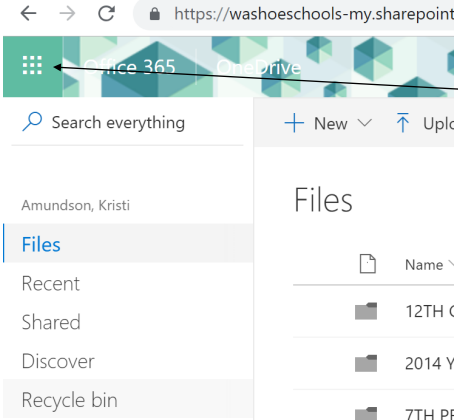 https://washoeschools-my.sharepoint
Office 365 OneDrive
Search everything
New Uplo
Amundson, Kristi
Files
Files
Recent
Shared
Discover
Recycle bin
Name
12TH
2014 Y
7TH PE